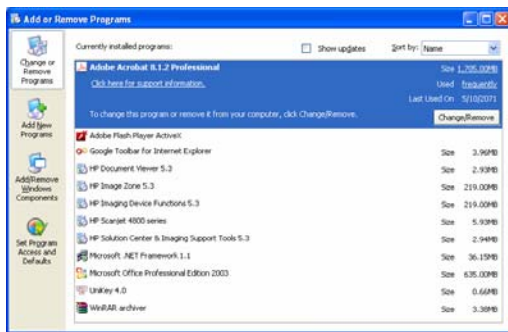 Add or Remove Programs
Change or Remove Programs
Add New Programs
Add/Remove Windows Components
Set Program Access and Defaults
Currently installed programs:
Show updates
Sort by: Name
Adobe Acrobat 8.1.2 Professional Size 1,705.00MB
Click here for support information. Used frequently
Last Used On 5/10/2071
To change this program or remove it from your computer, click Change/Remove. Change/Remove
Adobe Flash Player ActiveX
Google Toolbar for Internet Explorer Size 3.96MB
HP Document Viewer 5.3 Size 2.93MB
HP Image Zone 5.3 Size 219.00MB
HP Imaging Device Functions 5.3 Size 219.00MB
HP Scanjet 4800 series Size 5.93MB
HP Solution Center & Imaging Support Tools 5.3 Size 2.94MB
Microsoft .NET Framework 1.1 Size 36.15MB
Microsoft Office Professional Edition 2003 Size 635.00MB
UniKey 4.0 Size 0.66MB
WinRAR archiver Size 3.38MB